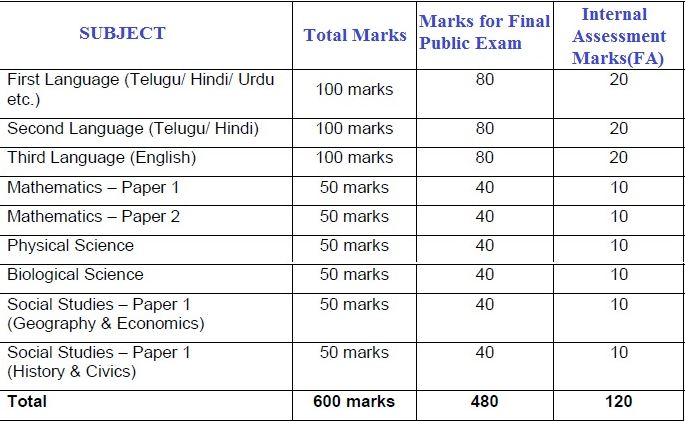 SUBJECT Total Marks Marks for Final Public Exam Internal Assessment Marks(FA)
First Language (Telugu/ Hindi/ Urdu etc.) 100 marks 80 20
Second Language (Telugu/ Hindi) 100 marks 80 20
Third Language (English) 100 marks 80 20
Mathematics – Paper 1 50 marks 40 10
Mathematics – Paper 2 50 marks 40 10
Physical Science 50 marks 40 10
Biological Science 50 marks 40 10
Social Studies – Paper 1 (Geography & Economics) 50 marks 40 10
Social Studies – Paper 1 (History & Civics) 50 marks 40 10
Total 600 marks 480 120